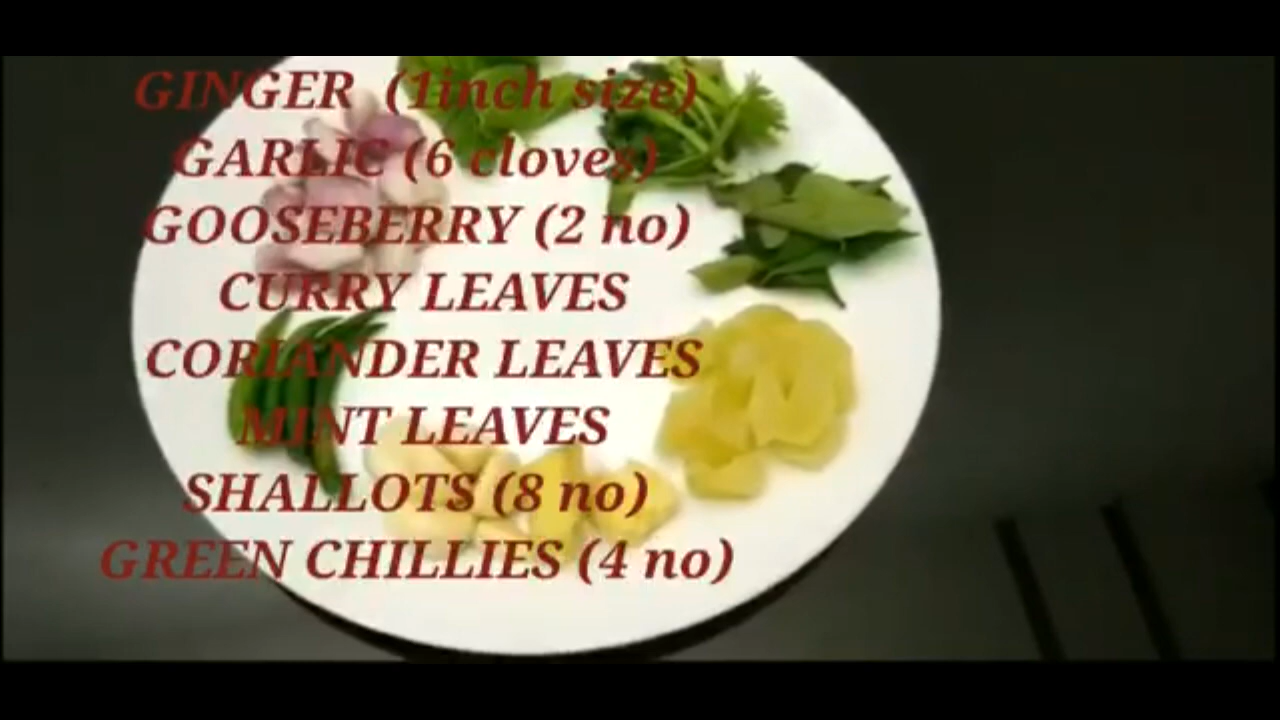 GINGER (1inch size)
GARLIC (6 cloves)
GOOSEBERRY (2 no)
CURRY LEAVES
CORIANDER LEAVES
MINT LEAVES
SHALLOTS (8 no)
GREEN CHILLIES (4 no)